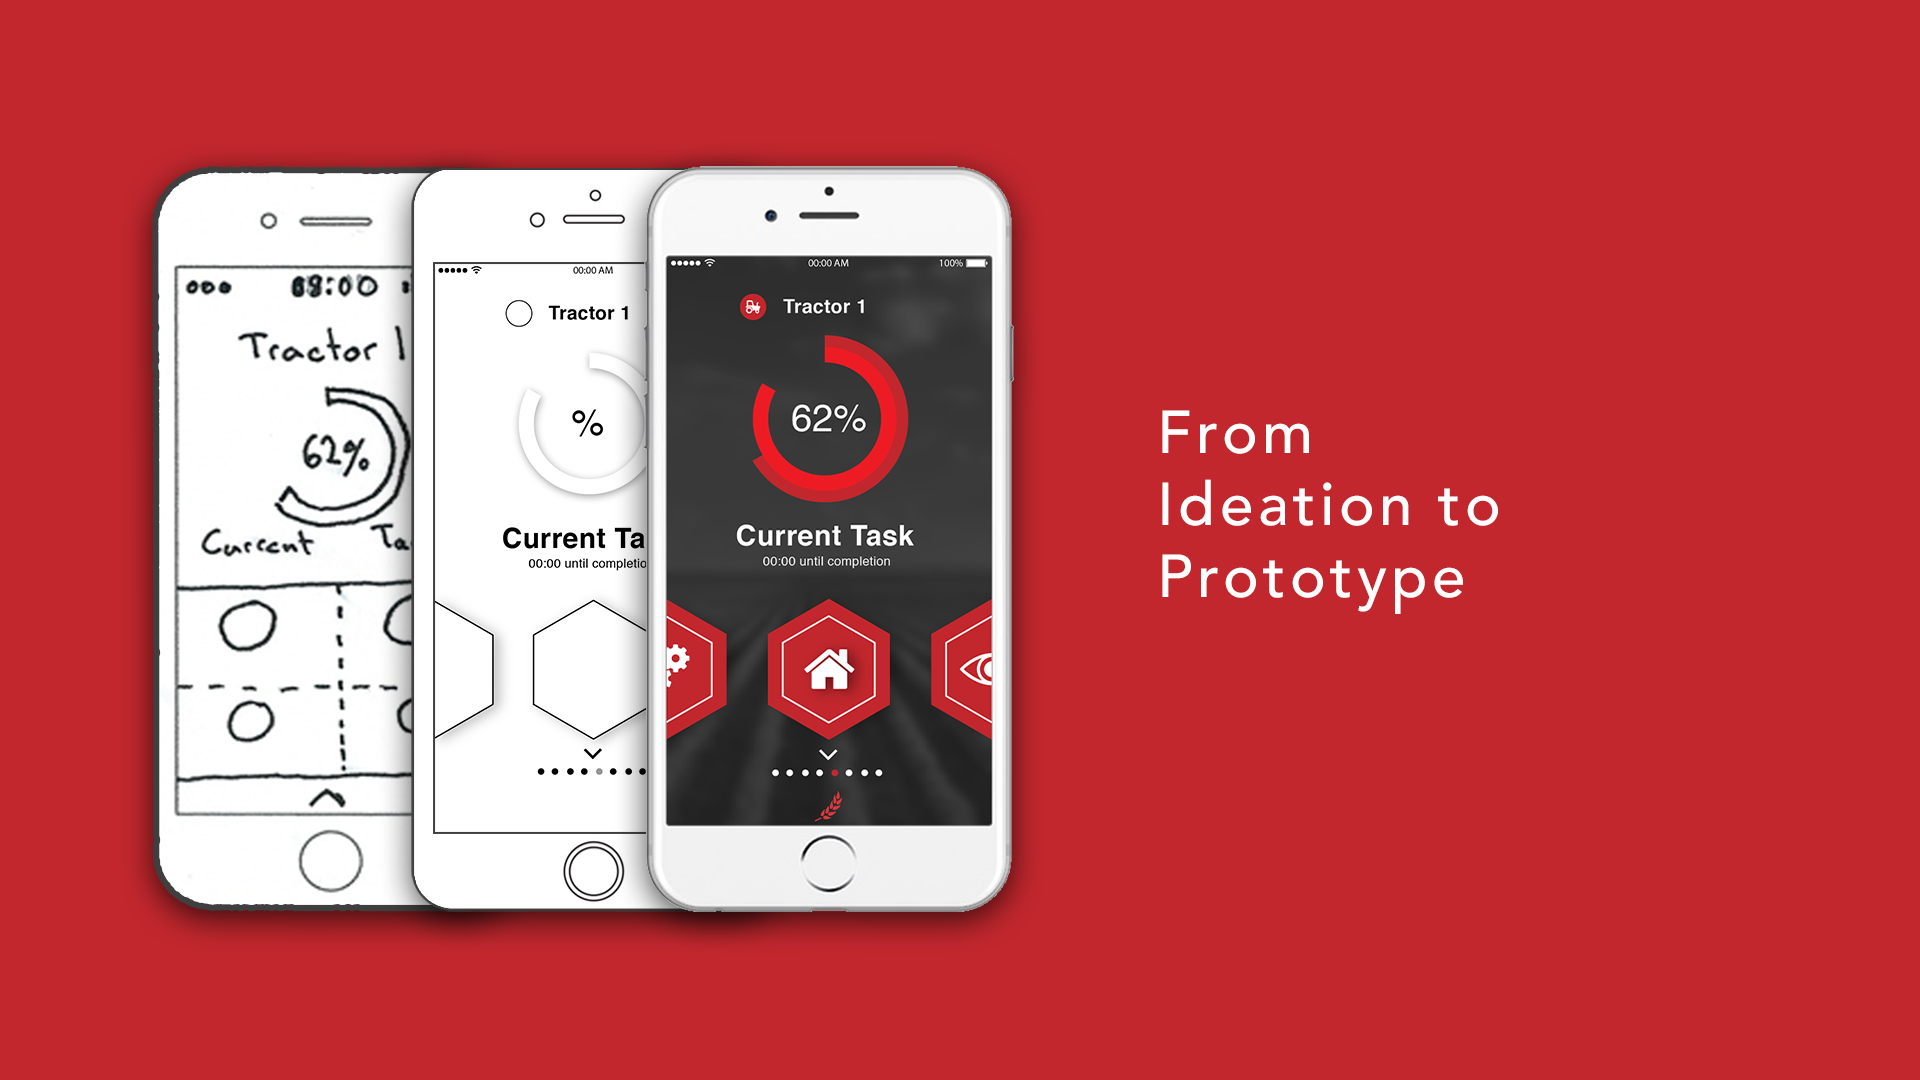 09:00
Tractor 1
62%
Current Ta
00:00 AM
Tractor 1
%
Current Ta
00:00 until completio
00:00 AM 100%
Tractor 1
62%
Current Task
00:00 until completion
From
Ideation to
Prototype